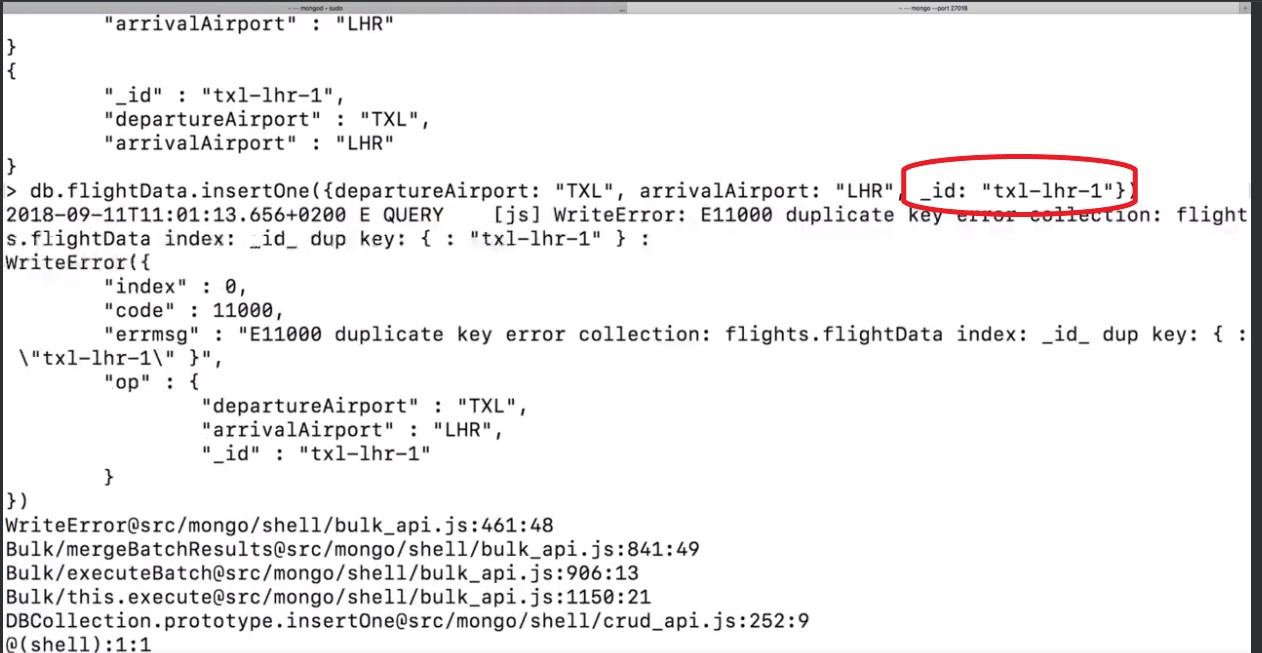 ~ — mongod ◂ sudo
~ — mongo --port 27018
"arrivalAirport" : "LHR"
}
{
"_id" : "txl-lhr-1",
"departureAirport" : "TXL",
"arrivalAirport" : "LHR"
}
> db.flightData.insertOne({departureAirport: "TXL", arrivalAirport: "LHR", _id: "txl-lhr-1"})
2018-09-11T11:01:13.656+0200 E QUERY    [js] WriteError: E11000 duplicate key error collection: flight
s.flightData index: _id_ dup key: { : "txl-lhr-1" } :
WriteError({
"index" : 0,
"code" : 11000,
"errmsg" : "E11000 duplicate key error collection: flights.flightData index: _id_ dup key: { :
\"txl-lhr-1\" }",
"op" : {
"departureAirport" : "TXL",
"arrivalAirport" : "LHR",
"_id" : "txl-lhr-1"
}
})
WriteError@src/mongo/shell/bulk_api.js:461:48
Bulk/mergeBatchResults@src/mongo/shell/bulk_api.js:841:49
Bulk/executeBatch@src/mongo/shell/bulk_api.js:906:13
Bulk/this.execute@src/mongo/shell/bulk_api.js:1150:21
DBCollection.prototype.insertOne@src/mongo/shell/crud_api.js:252:9
@(shell):1:1